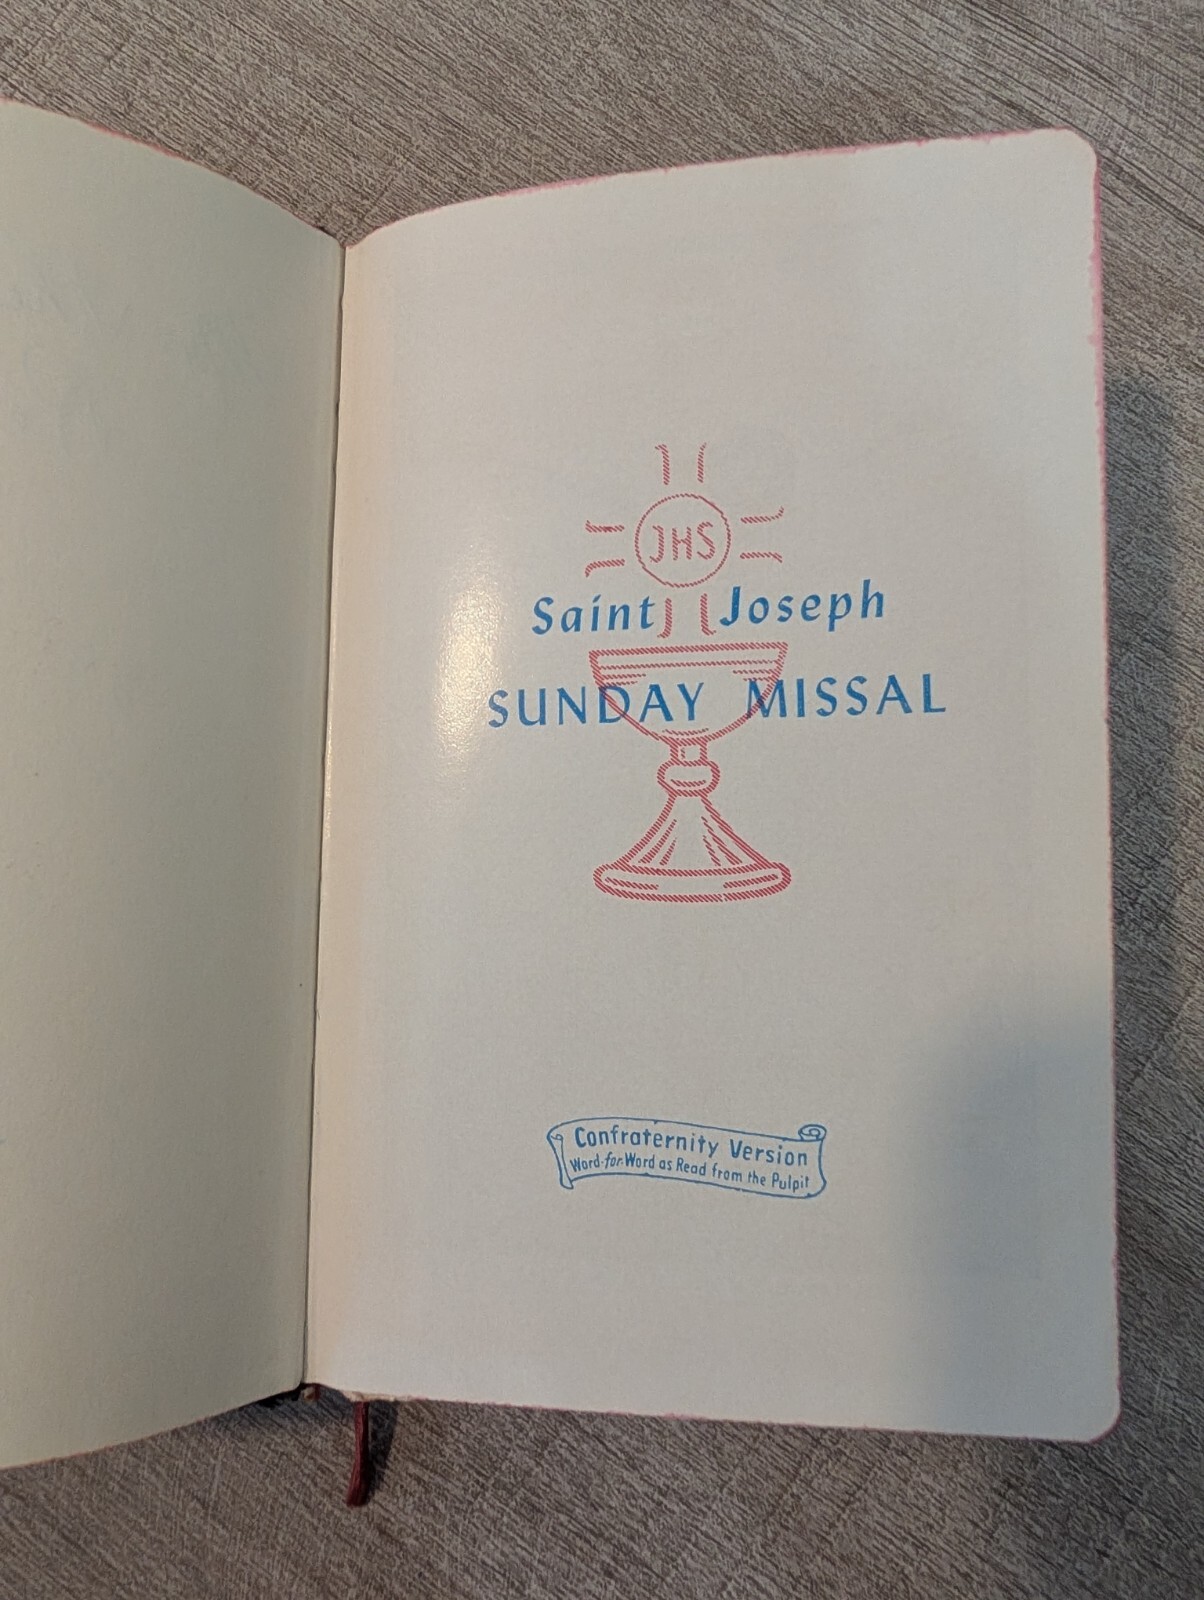 JHS
Saint Joseph
SUNDAY MISSAL
Confraternity Version
Word-for-Word as Read from the Pulpit